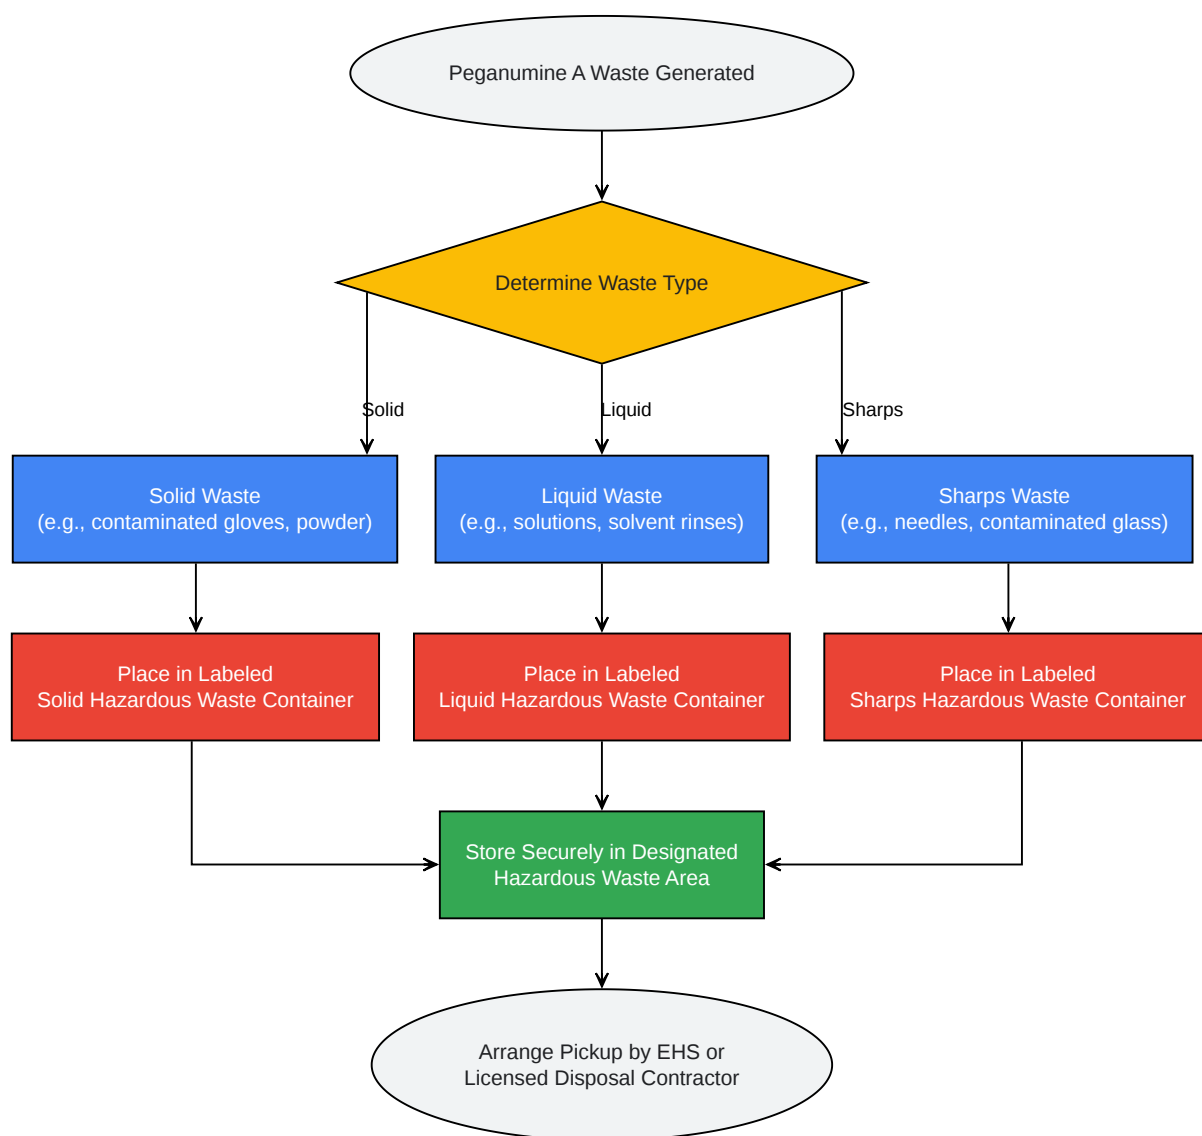 Peganumine A Waste Generated
Determine Waste Type
Solid
Liquid
Sharps
Solid Waste
(e.g., contaminated gloves, powder)
Liquid Waste
(e.g., solutions, solvent rinses)
Sharps Waste
(e.g., needles, contaminated glass)
Place in Labeled
Solid Hazardous Waste Container
Place in Labeled
Liquid Hazardous Waste Container
Place in Labeled
Sharps Hazardous Waste Container
Store Securely in Designated
Hazardous Waste Area
Arrange Pickup by EHS or
Licensed Disposal Contractor